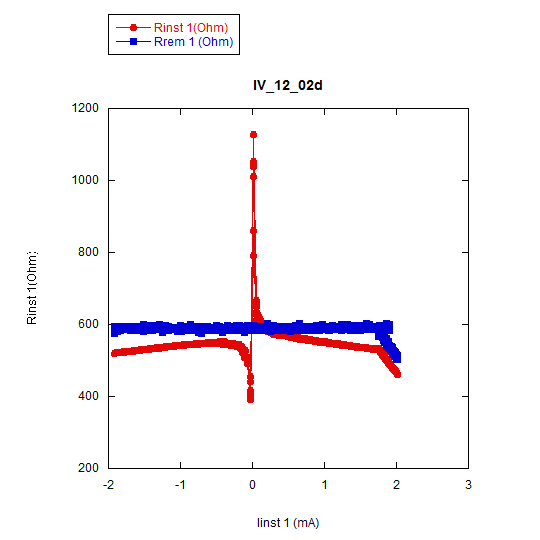 Rinst 1(Ohm)
Rrem 1 (Ohm)
IV_12_02d
1200
1000
800
600
400
200
Rinst 1(Ohm)
-2 -1 0 1 2 3
Iinst 1 (mA)